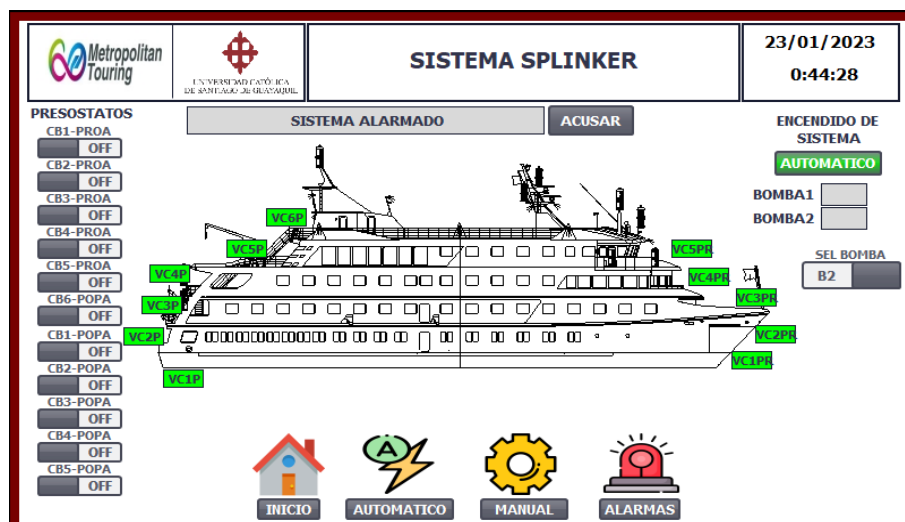 Metropolitan
Touring
UNIVERSIDAD CATÓLICA
DE SANTIAGO DE GUAYAQUIL
SISTEMA SPLINKER
23/01/2023
0:44:28
PRESOSTATOS
CB1-PROA
OFF
CB2-PROA
OFF
CB3-PROA
OFF
CB4-PROA
OFF
CB5-PROA
OFF
CB6-POPA
OFF
CB1-POPA
OFF
CB2-POPA
OFF
CB3-POPA
OFF
CB4-POPA
OFF
CB5-POPA
OFF
SISTEMA ALARMADO
ACUSAR
VC6P
VC5P
VC4P
VC3P
VC2P
VC1P
VC5PR
VC4PR
VC3PR
VC2PR
VC1PR
ENCENDIDO DE
SISTEMA
AUTOMATICO
BOMBA1
BOMBA2
SEL BOMBA
B2
A
INICIO
AUTOMATICO
MANUAL
ALARMAS